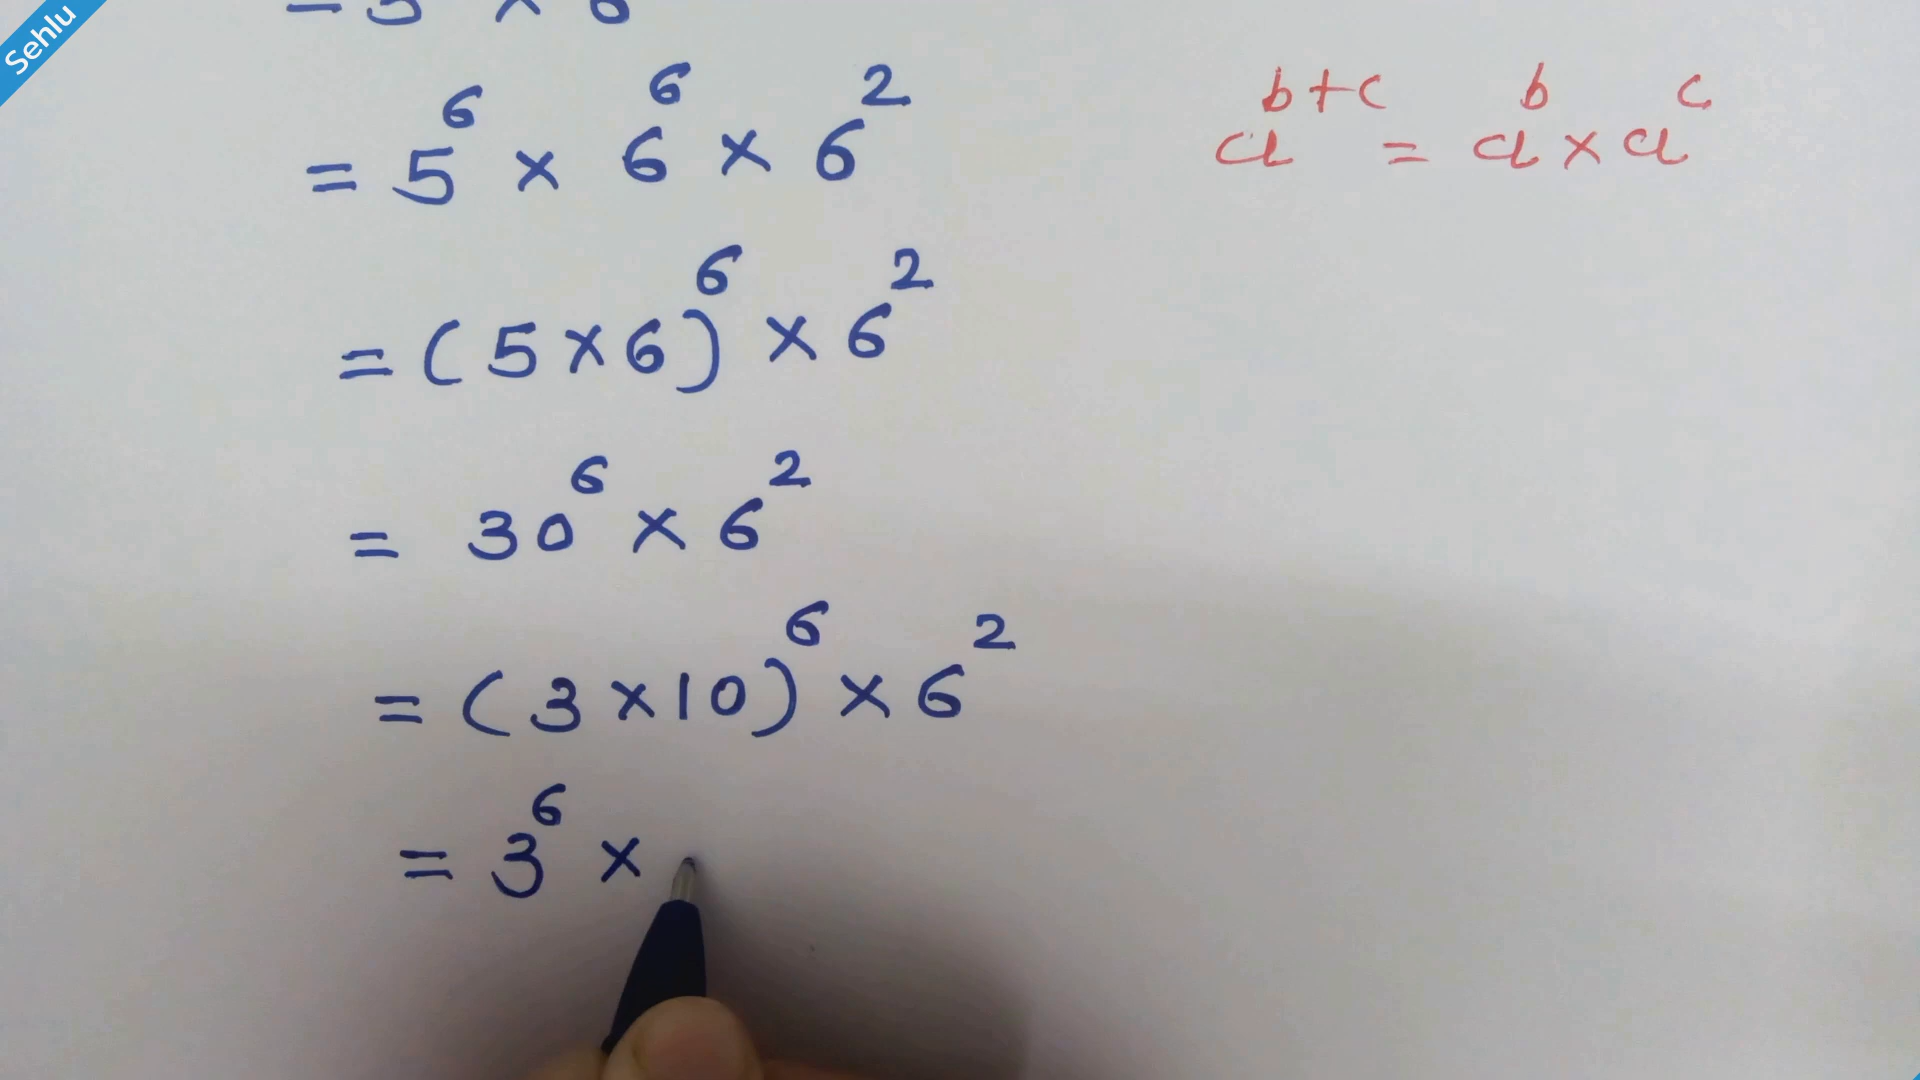 Sehlu
= 5⁶ × 6⁶ × 6²
a^(b+c) = a^b × a^c
= (5 × 6)⁶ × 6²
= 30⁶ × 6²
= (3 × 10)⁶ × 6²
= 3⁶ ×